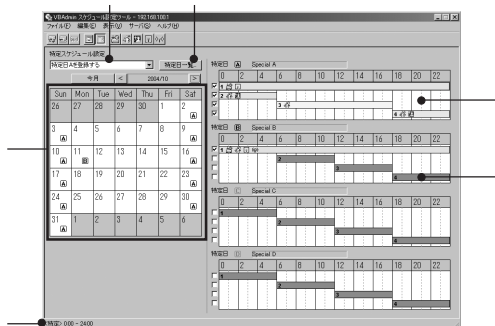 VBAdmin スケジュール設定ツール - 192.168.100.1
ファイル(F) 編集(E) 表示(V) サーバ(S) ヘルプ(H)
特定スケジュール設定
特定日Aを登録する 特定日一覧...
今月 < 2004/10 >
Sun Mon Tue Wed Thu Fri Sat
26 27 28 29 30 1 2
A
3 4 5 6 7 8 9
A A
10 11 12 13 14 15 16
A B A
17 18 19 20 21 22 23
A A
24 25 26 27 28 29 30
A A
31 1 2 3 4 5 6
A
特定日 A Special A
0 2 4 6 8 10 12 14 16 18 20 22
1
2
3
4
特定日 B Special B
0 2 4 6 8 10 12 14 16 18 20 22
1
2
3
4
特定日 C Special C
0 2 4 6 8 10 12 14 16 18 20 22
1
2
3
4
特定日 D Special D
0 2 4 6 8 10 12 14 16 18 20 22
1
2
3
4
特定> 0:00 - 24:00